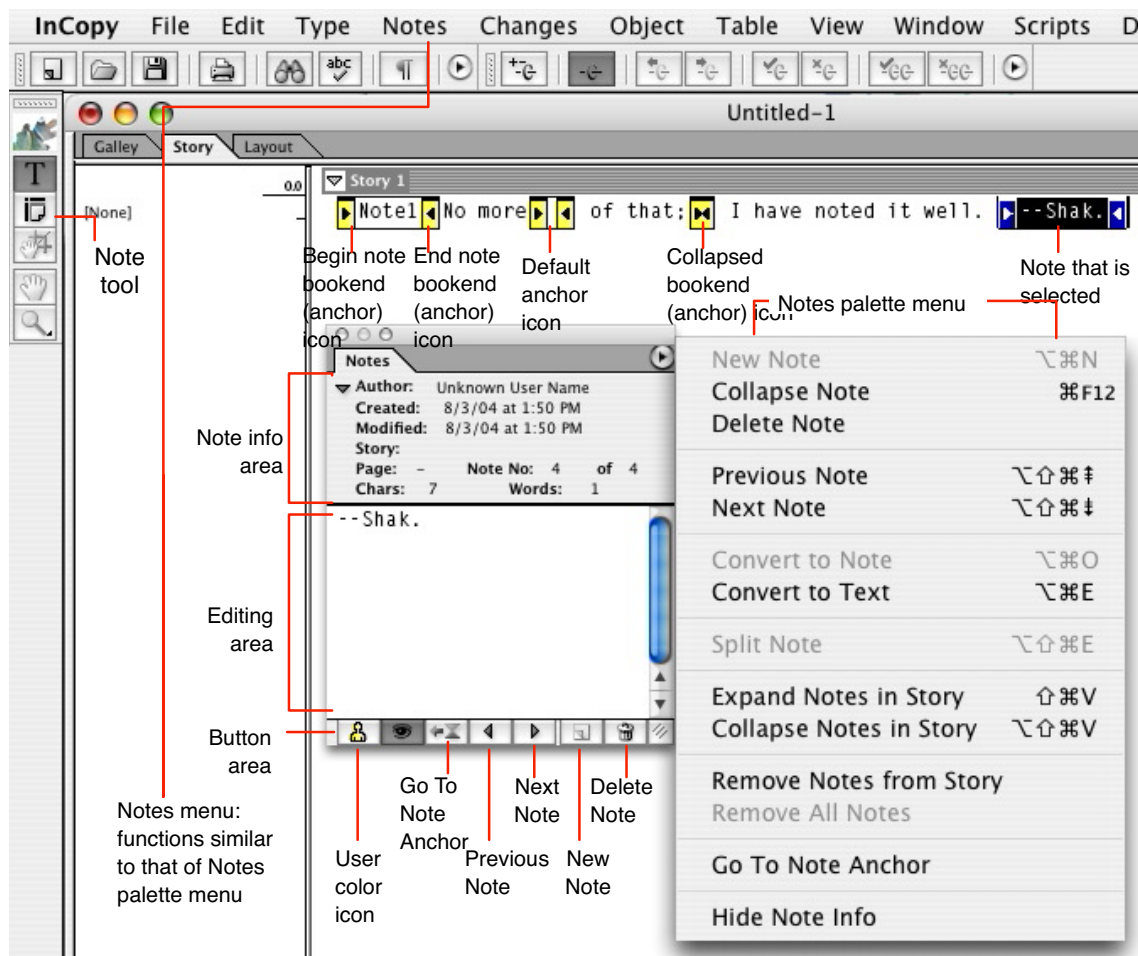 InCopy File Edit Type Notes Changes Object Table View Window Scripts D
abc
Untitled-1
Galley Story Layout
0.0
Story 1
[None]
Note1 No more of that; I have noted it well. --Shak.
Note
tool
Begin note
bookend
(anchor)
icon
End note
bookend
(anchor)
icon
Default
anchor
icon
Collapsed
bookend
(anchor) icon
Note that is
selected
Notes palette menu
Notes
Author: Unknown User Name
Created: 8/3/04 at 1:50 PM
Modified: 8/3/04 at 1:50 PM
Story:
Page: – Note No: 4 of 4
Chars: 7 Words: 1
--Shak.
Note info
area
Editing
area
Button
area
New Note ⌥⌘N
Collapse Note ⌘F12
Delete Note
Previous Note ⌥⇧⌘⇞
Next Note ⌥⇧⌘⇟
Convert to Note ⌥⌘O
Convert to Text ⌥⌘E
Split Note ⌥⇧⌘E
Expand Notes in Story ⇧⌘V
Collapse Notes in Story ⌥⇧⌘V
Remove Notes from Story
Remove All Notes
Go To Note Anchor
Hide Note Info
Notes menu:
functions similar
to that of Notes
palette menu
User
color
icon
Go To
Note
Anchor
Previous
Note
Next
Note
New
Note
Delete
Note